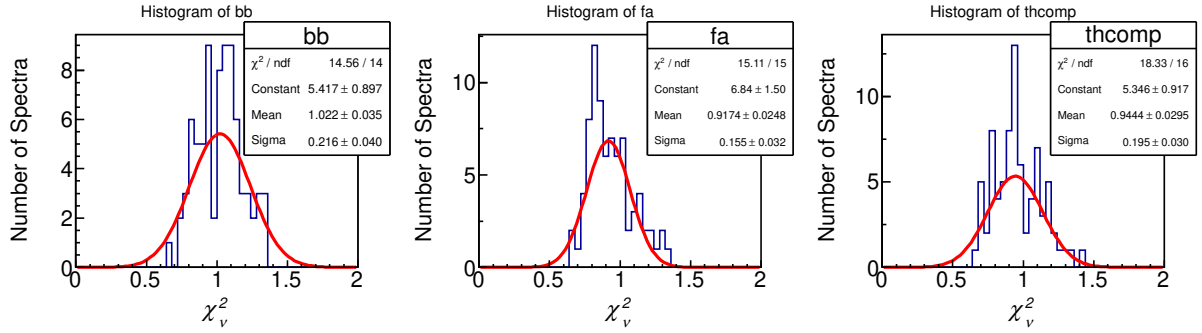 Histogram of bb
bb
χ² / ndf 14.56 / 14
Constant 5.417 ± 0.897
Mean 1.022 ± 0.035
Sigma 0.216 ± 0.040
Number of Spectra
8
6
4
2
0
0 0.5 1 1.5 2
χ²ᵥ
Histogram of fa
fa
χ² / ndf 15.11 / 15
Constant 6.84 ± 1.50
Mean 0.9174 ± 0.0248
Sigma 0.155 ± 0.032
Number of Spectra
10
5
0
0 0.5 1 1.5 2
χ²ᵥ
Histogram of thcomp
thcomp
χ² / ndf 18.33 / 16
Constant 5.346 ± 0.917
Mean 0.9444 ± 0.0295
Sigma 0.195 ± 0.030
Number of Spectra
10
5
0
0 0.5 1 1.5 2
χ²ᵥ